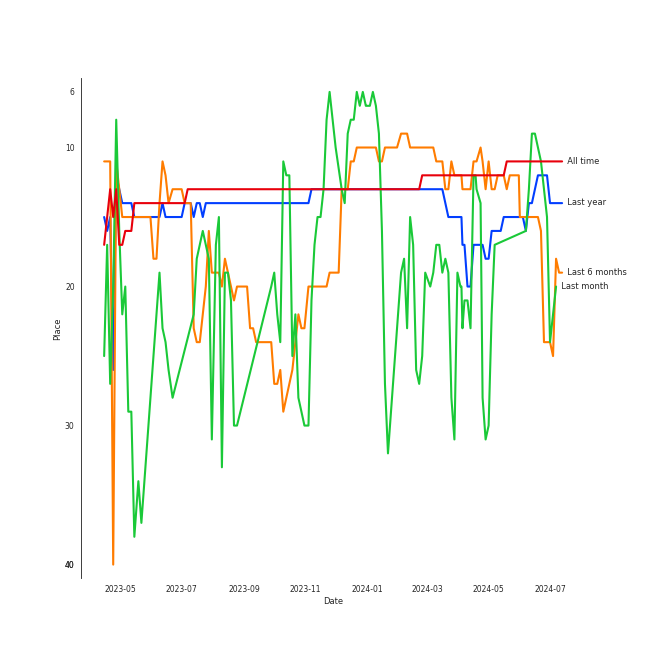 6
10
20
30
40
Place
2023-05
2023-07
2023-09
2023-11
2024-01
2024-03
2024-05
2024-07
Date
All time
Last year
Last 6 months
Last month